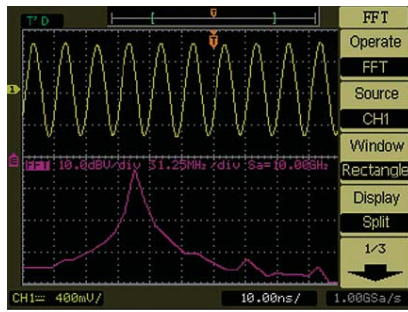 T'D
T
FFT
Operate
FFT
T
Source
CH1
1
Window
Rectangle
FFT 10.0dBV/div 31.25MHz/div Sa=10.00GHz
Display
Split
1/3
CH1 400mV/ 10.00ns/ 1.00GSa/s